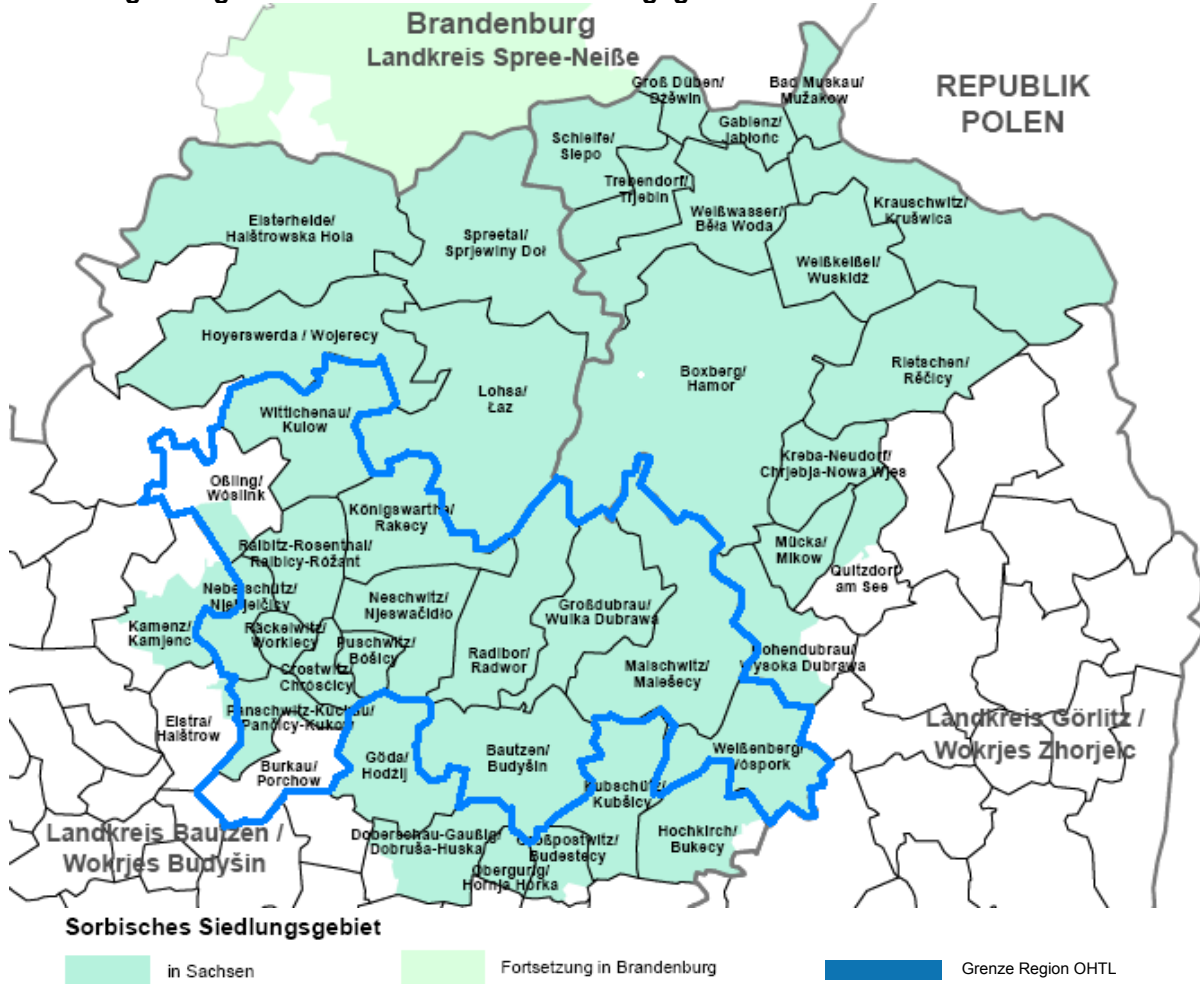 Brandenburg
Landkreis Spree-Neiße
REPUBLIK
POLEN
Groß Düben/
Dźěwin
Bad Muskau/
Mužakow
Gablenz/
Jabłońc
Schleife/
Slepo
Trebendorf/
Trjebin
Weißwasser/
Běła Woda
Krauschwitz/
Krušwica
Elsterheide/
Halštrowska Hola
Spreetal/
Sprjewiny Doł
Weißkeißel/
Wuskidź
Hoyerswerda / Wojerecy
Rietschen/
Rěčicy
Boxberg/
Hamor
Lohsa/
Łaz
Wittichenau/
Kulow
Kreba-Neudorf/
Chrjebja-Nowa Wjes
Oßling/
Wóslink
Königswartha/
Rakecy
Ralbitz-Rosenthal/
Ralbicy-Róžant
Mücka/
Mikow
Quitzdorf
am See
Nebelschütz/
Njebjelčicy
Neschwitz/
Njeswačidło
Großdubrau/
Wulka Dubrawa
Kamenz/
Kamjenc
Räckelwitz/
Worklecy
Puschwitz/
Bóšicy
Radibor/
Radwor
Malschwitz/
Malešecy
Hohendubrau/
Wysoka Dubrawa
Crostwitz/
Chrósćicy
Panschwitz-Kuckau/
Pančicy-Kukow
Elstra/
Halštrow
Landkreis Görlitz /
Wokrjes Zhorjelc
Burkau/
Porchow
Göda/
Hodźij
Bautzen/
Budyšin
Weißenberg/
Wóspork
Kubschütz/
Kubšicy
Landkreis Bautzen /
Wokrjes Budyšin
Doberschau-Gaußig/
Dobruša-Huska
Großpostwitz/
Budestecy
Hochkirch/
Bukecy
Obergurig/
Hornja Hórka
Sorbisches Siedlungsgebiet
in Sachsen
Fortsetzung in Brandenburg
Grenze Region OHTL